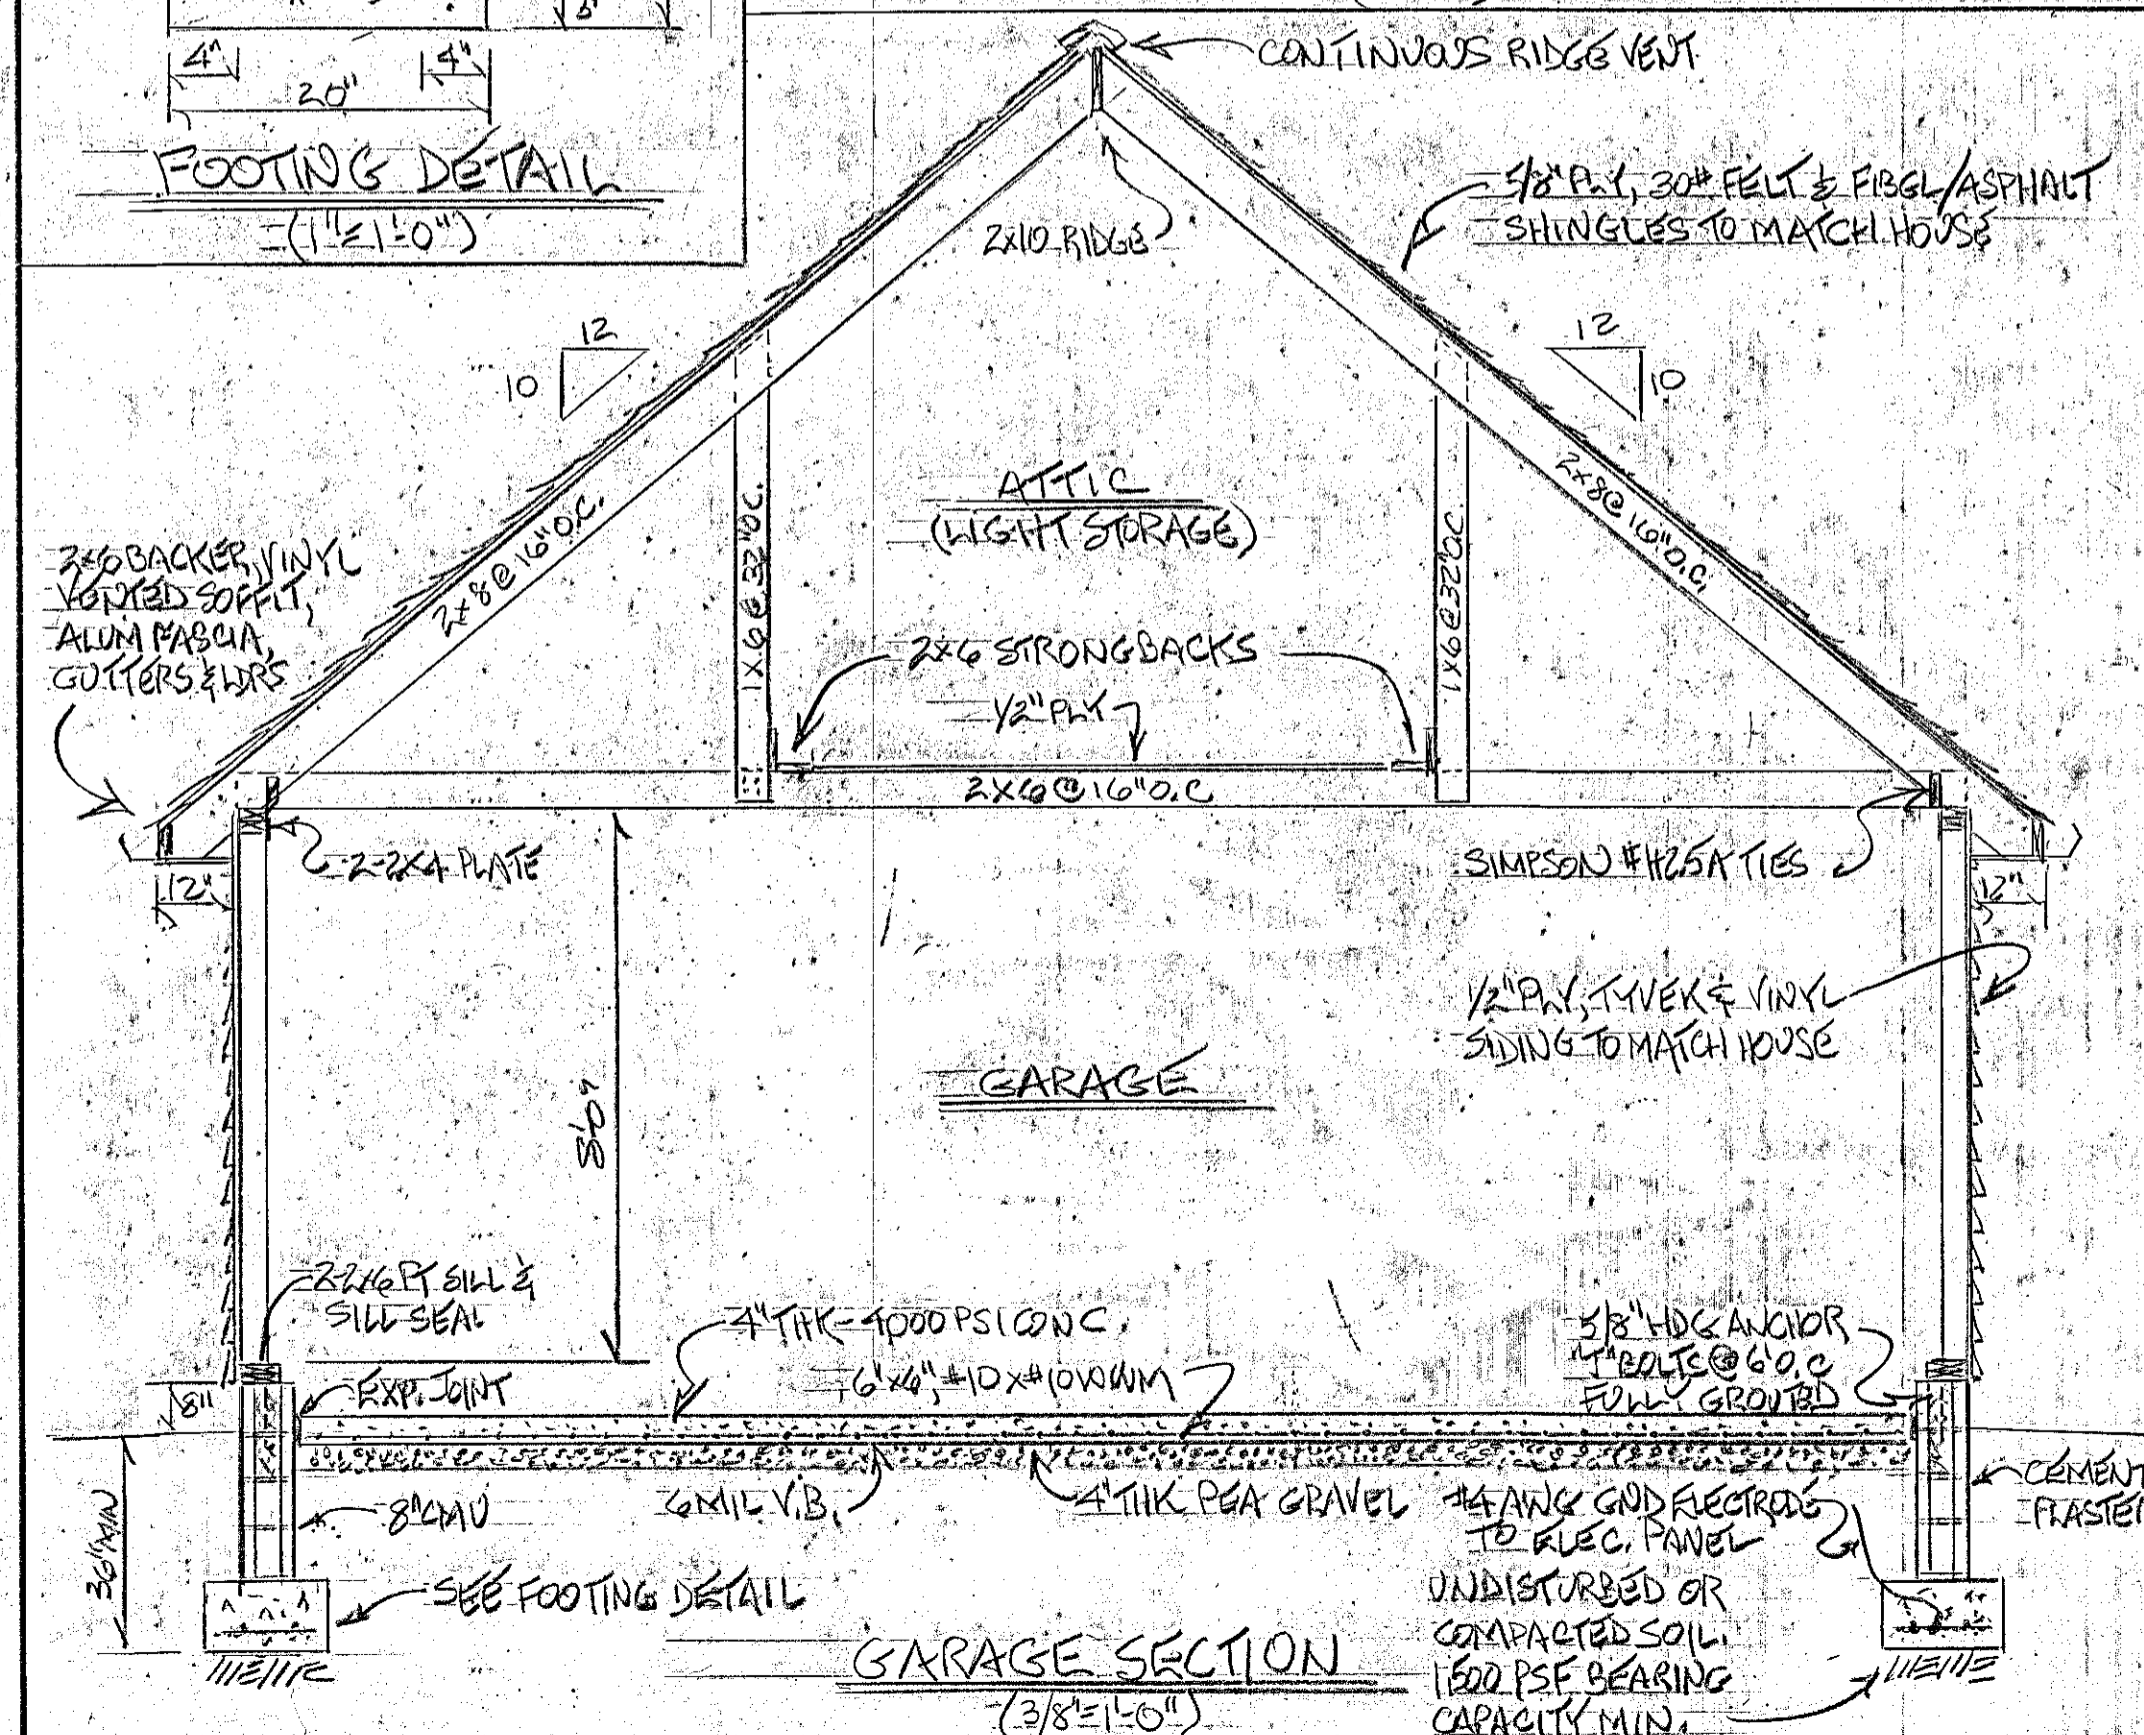 4"
4"
20"
FOOTING DETAIL
(1"=1'-0")
CONTINUOUS RIDGE VENT
5/8" PLY, 30# FELT & FIBGL/ASPHALT
SHINGLES TO MATCH HOUSE
2x10 RIDGE
12
10
12
10
ATTIC
(LIGHT STORAGE)
2x8@16"O.C.
2x8@16"O.C.
1x6@32"O.C.
1x6@32"O.C.
2x6 BACKER, VINYL
VENTED SOFFIT,
ALUM FASCIA,
GUTTERS & LDRS
2x6 STRONGBACKS
1/2" PLY
2x6@16"O.C
2-2x4 PLATE
SIMPSON #H2.5A TIES
12"
12"
1/2" PLY, TYVEK & VINYL
SIDING TO MATCH HOUSE
8'-0"
GARAGE
2-2x6 PT SILL &
SILL SEAL
4" THK-4000 PSI CONC.
6"x6", #10x#10 WWM
5/8" HDG ANCHOR
"J" BOLTS @ 6'O.C
FULLY GROUTED
EXP. JOINT
8"
8" CMU
6 MIL V.B.
4" THK PEA GRAVEL
#4 AWG GND ELECTRODE
TO ELEC. PANEL
CEMENT
PLASTER
36" MIN
SEE FOOTING DETAIL
UNDISTURBED OR
COMPACTED SOIL.
1500 PSF BEARING
CAPACITY MIN.
GARAGE SECTION
(3/8"=1'-0")